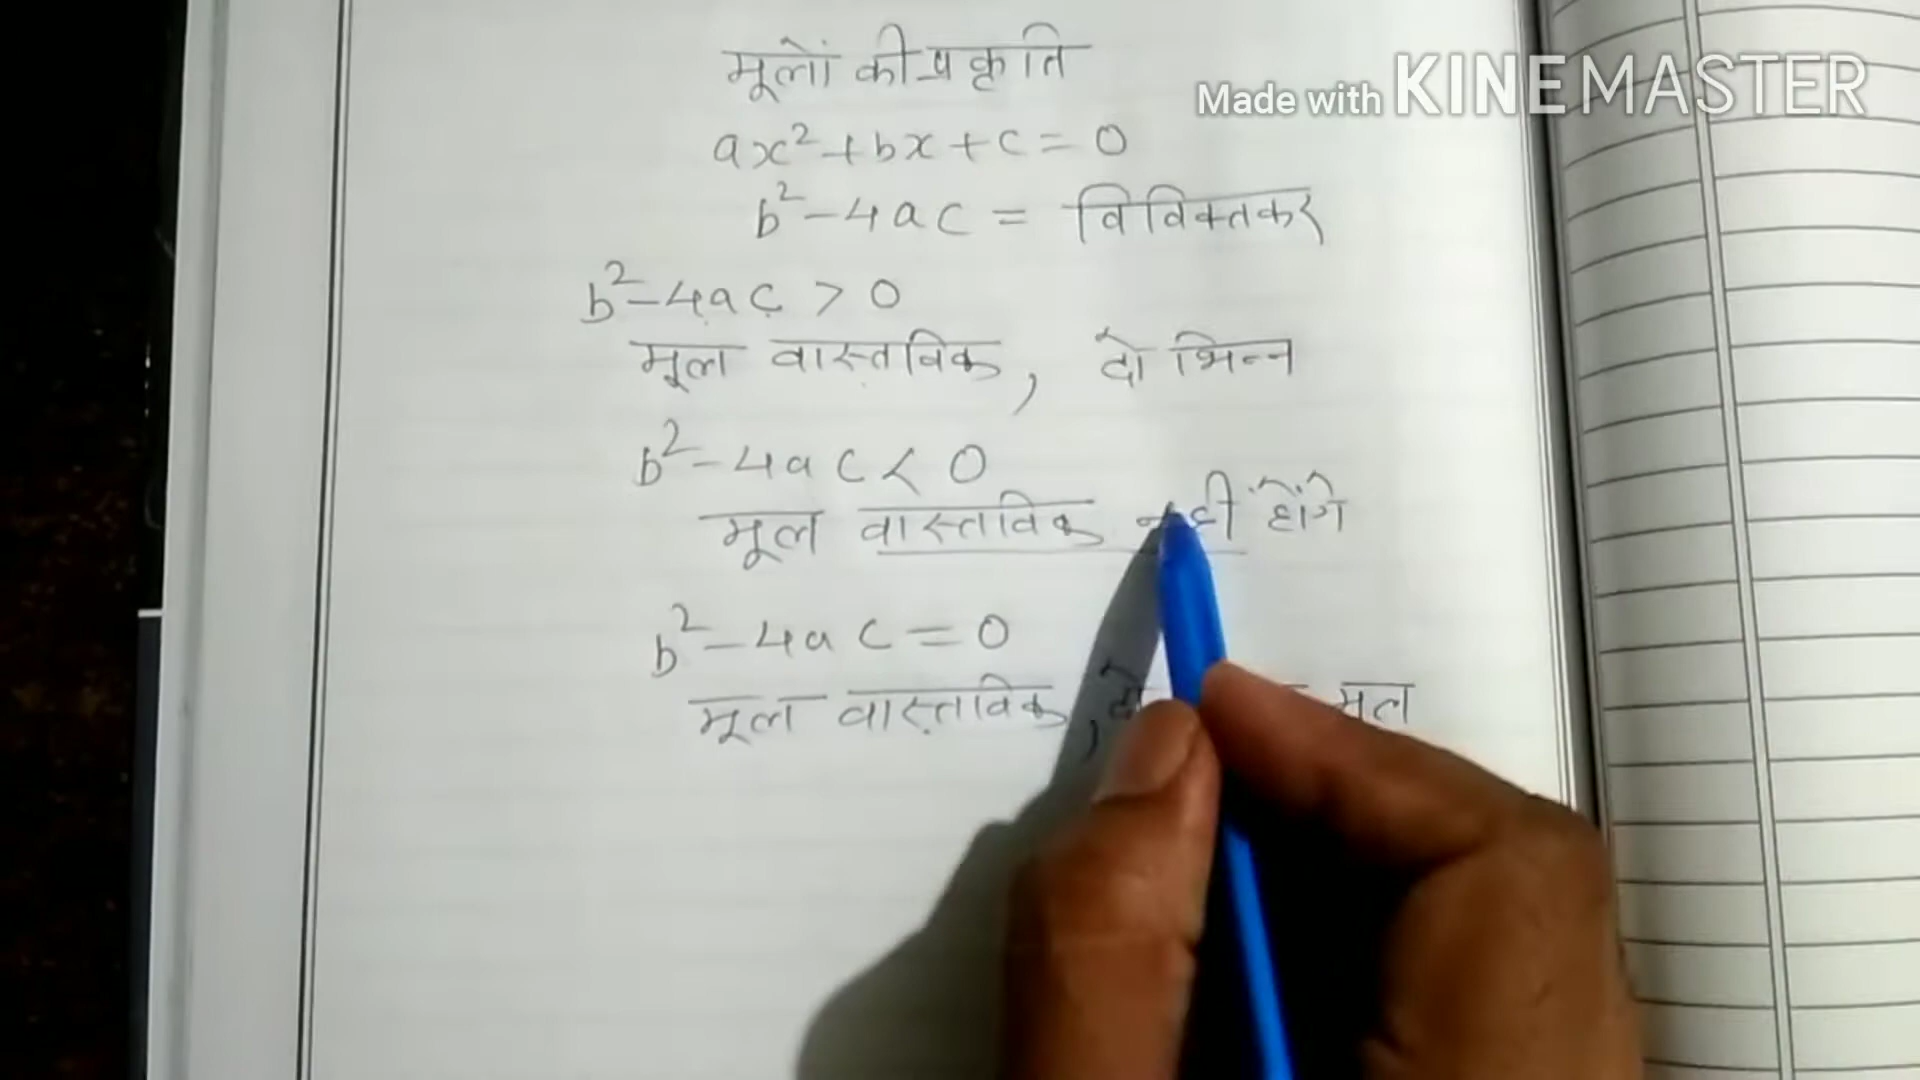 मूलों की प्रकृति
Made with KINEMASTER
ax² + bx + c = 0
b² - 4ac = विविक्तकर
b² - 4ac > 0
मूल वास्तविक, दो भिन्न
b² - 4ac < 0
मूल वास्तविक नही होंगे
b² - 4ac = 0
मूल वास्तविक, दो मूल